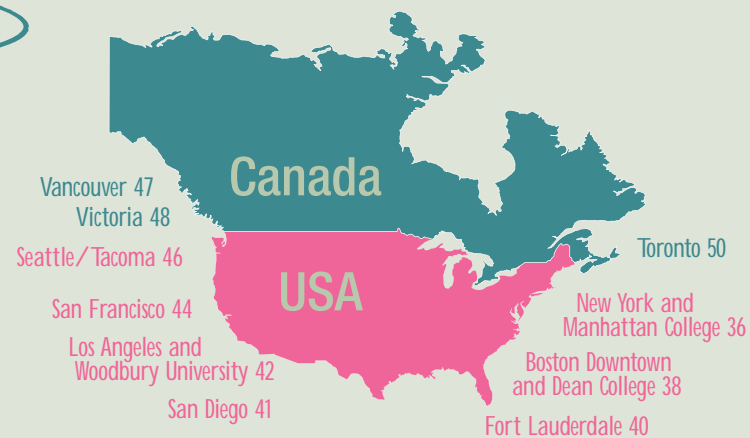 Canada
Vancouver 47
Victoria 48
Seattle/Tacoma 46
San Francisco 44
Los Angeles and
Woodbury University 42
San Diego 41
USA
Toronto 50
New York and
Manhattan College 36
Boston Downtown
and Dean College 38
Fort Lauderdale 40